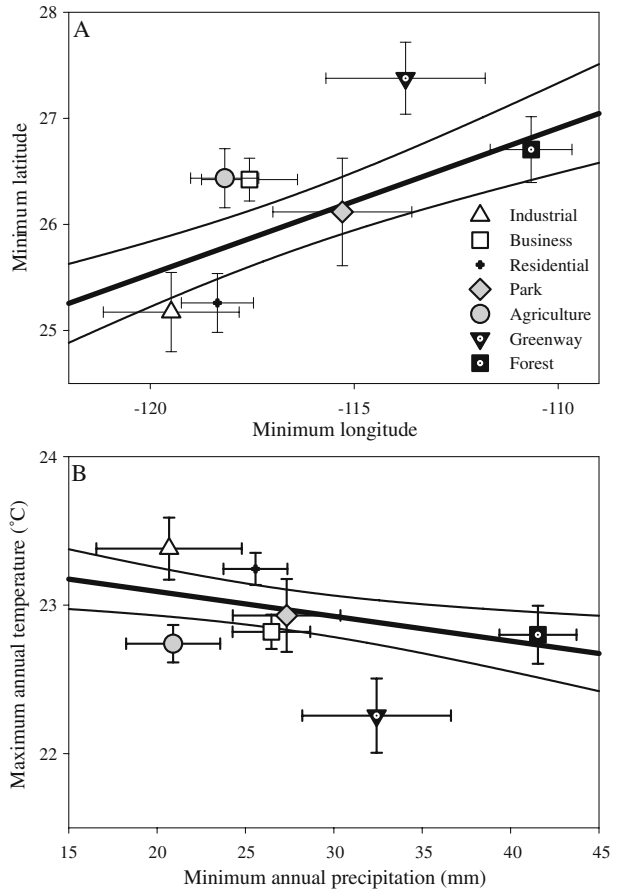 A
28
27
26
25
Minimum latitude
Industrial
Business
Residential
Park
Agriculture
Greenway
Forest
-120 -115 -110
Minimum longitude
B
24
23
22
Maximum annual temperature (˚C)
15 20 25 30 35 40 45
Minimum annual precipitation (mm)